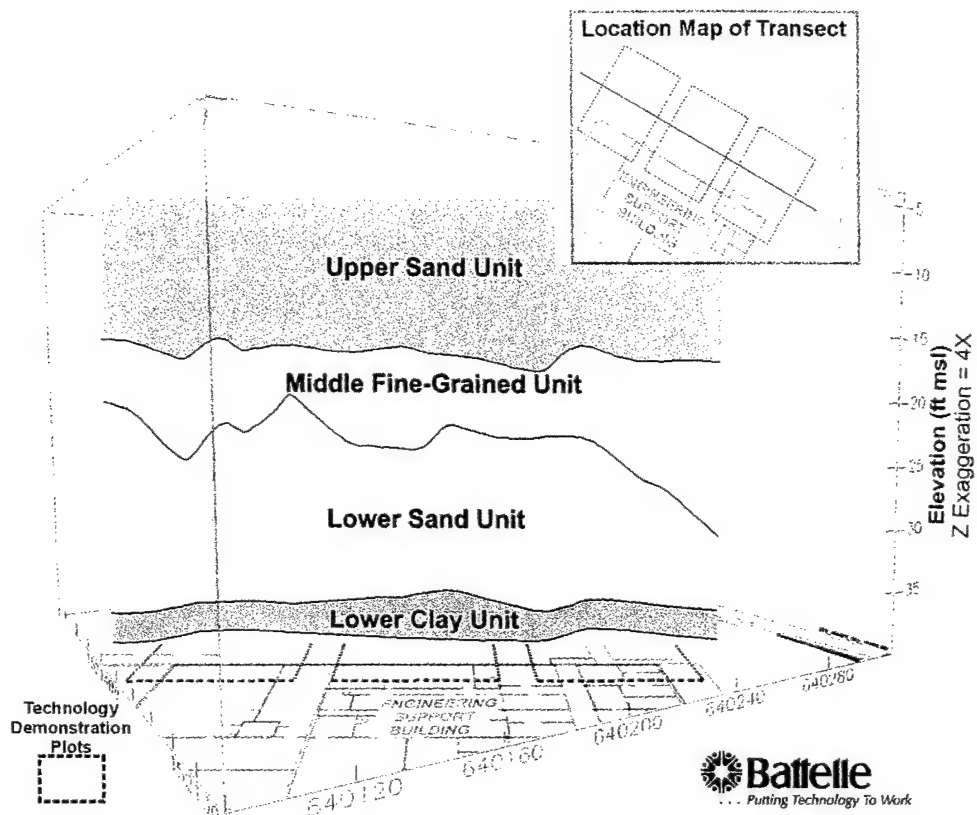 Location Map of Transect
ENGINEERING
SUPPORT
BUILDING
Upper Sand Unit
Middle Fine-Grained Unit
Lower Sand Unit
Lower Clay Unit
-5
-10
-15
-20
-25
-30
35
Elevation (ft msl)
Z Exaggeration = 4X
ENGINEERING
SUPPORT
BUILDING
640120
640160
640200
640240
640280
Technology
Demonstration
Plots
Battelle
... Putting Technology To Work